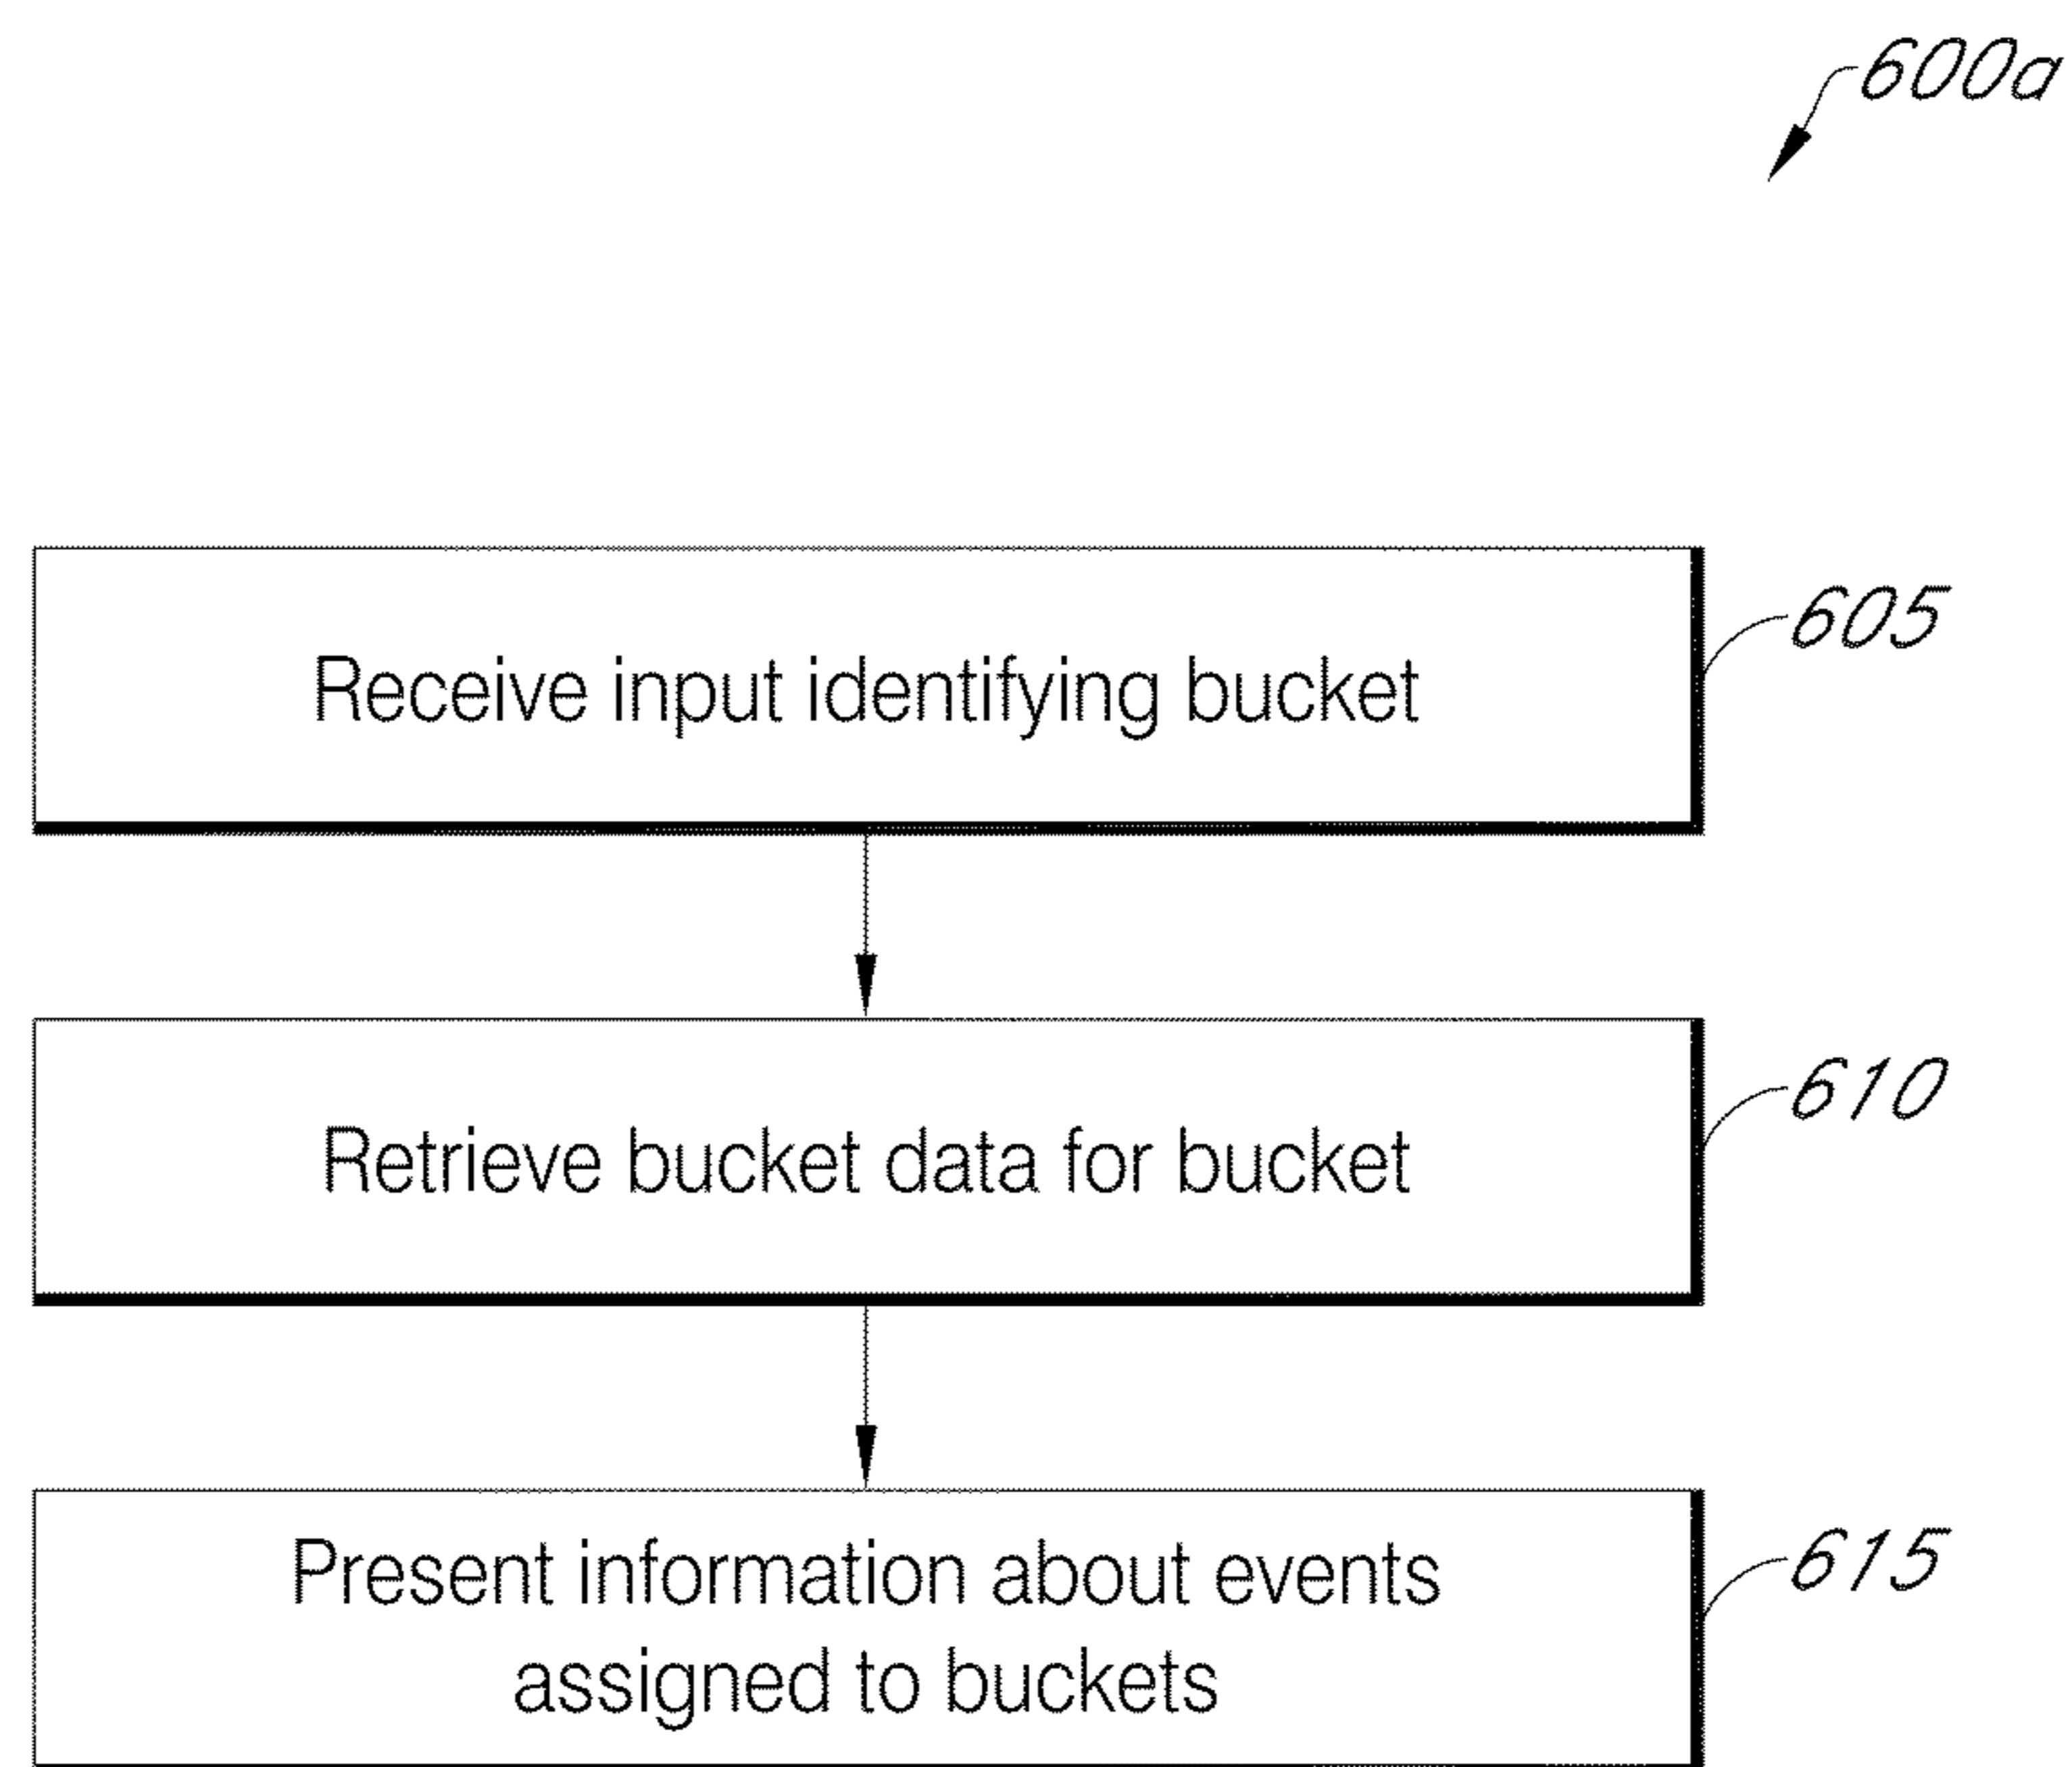 600a
Receive input identifying bucket
605
Retrieve bucket data for bucket
610
Present information about events
assigned to buckets
615